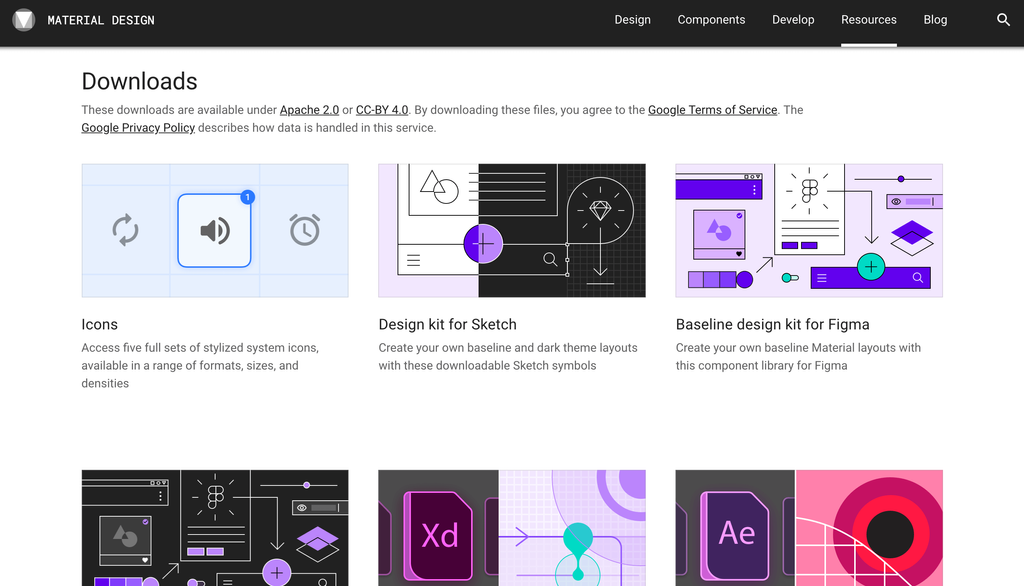 MATERIAL DESIGN
Design Components Develop Resources Blog
Downloads
These downloads are available under Apache 2.0 or CC-BY 4.0. By downloading these files, you agree to the Google Terms of Service. The
Google Privacy Policy describes how data is handled in this service.
1
Icons
Access five full sets of stylized system icons,
available in a range of formats, sizes, and
densities
Design kit for Sketch
Create your own baseline and dark theme layouts
with these downloadable Sketch symbols
Baseline design kit for Figma
Create your own baseline Material layouts with
this component library for Figma
Xd
Ae